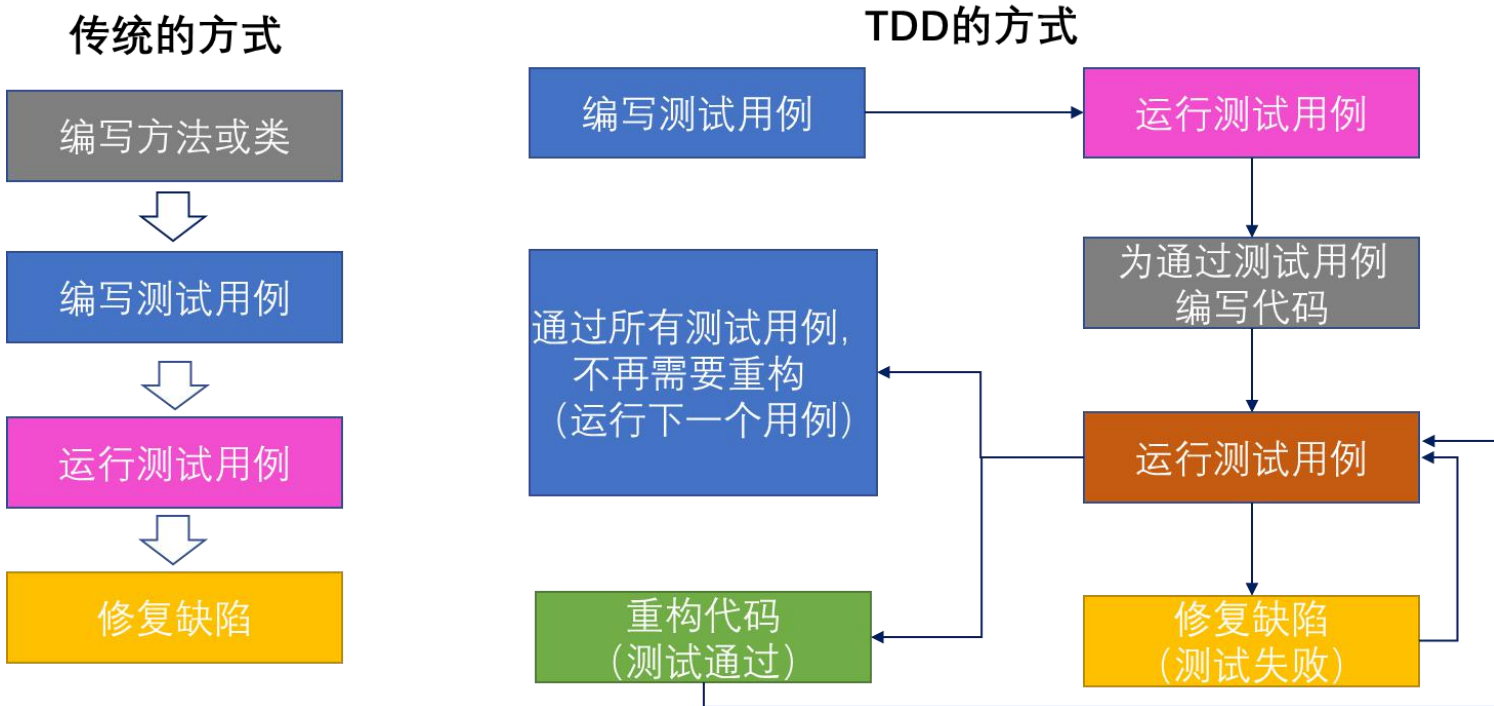 传统的方式
编写方法或类
编写测试用例
运行测试用例
修复缺陷
TDD的方式
编写测试用例
运行测试用例
为通过测试用例
编写代码
通过所有测试用例,
不再需要重构
（运行下一个用例）
运行测试用例
重构代码
（测试通过）
修复缺陷
（测试失败）